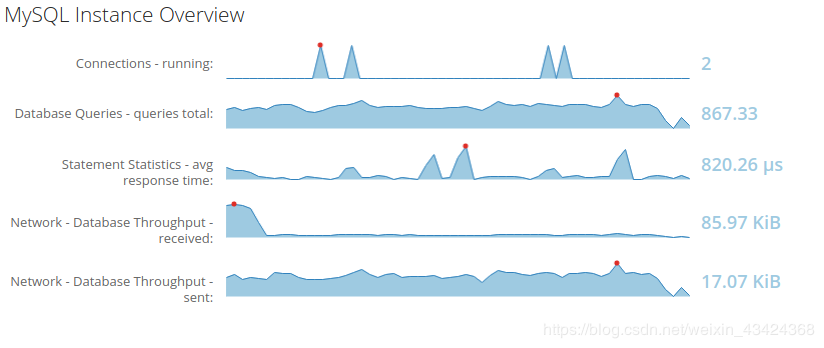 MySQL Instance Overview
Connections - running:
2
Database Queries - queries total:
867.33
Statement Statistics - avg
response time:
820.26 µs
Network - Database Throughput -
received:
85.97 KiB
Network - Database Throughput -
sent:
17.07 KiB
https://blog.csdn.net/weixin_43424368